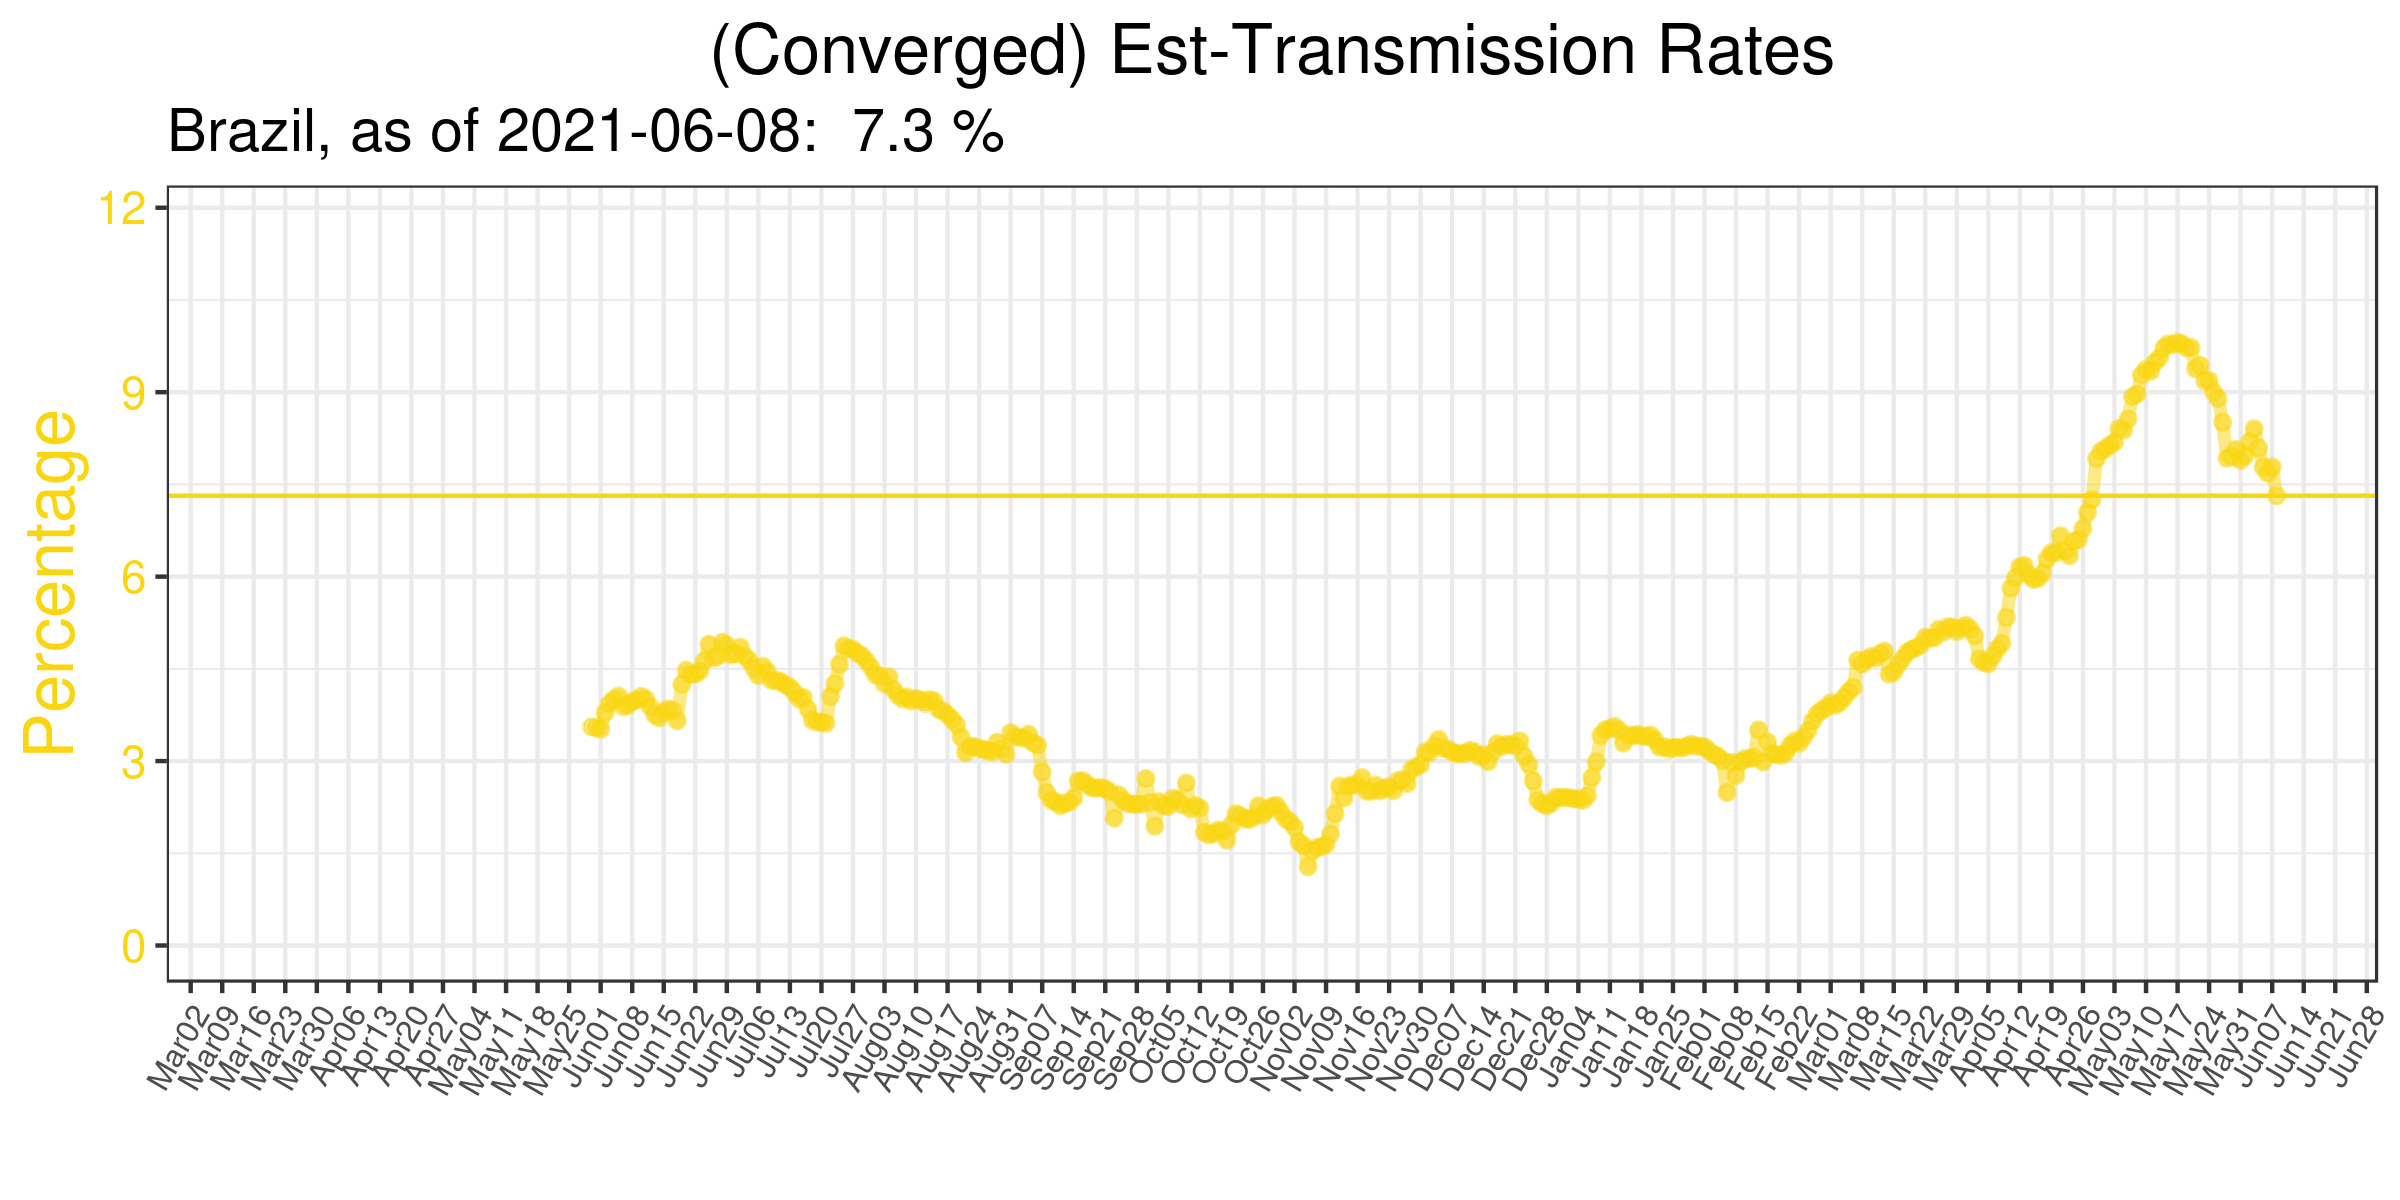 (Converged) Est-Transmission Rates
Brazil, as of 2021-06-08:  7.3 %
Percentage
12
9
6
3
0
Mar02
Mar09
Mar16
Mar23
Mar30
Apr06
Apr13
Apr20
Apr27
May04
May11
May18
May25
Jun01
Jun08
Jun15
Jun22
Jun29
Jul06
Jul13
Jul20
Jul27
Aug03
Aug10
Aug17
Aug24
Aug31
Sep07
Sep14
Sep21
Sep28
Oct05
Oct12
Oct19
Oct26
Nov02
Nov09
Nov16
Nov23
Nov30
Dec07
Dec14
Dec21
Dec28
Jan04
Jan11
Jan18
Jan25
Feb01
Feb08
Feb15
Feb22
Mar01
Mar08
Mar15
Mar22
Mar29
Apr05
Apr12
Apr19
Apr26
May03
May10
May17
May24
May31
Jun07
Jun14
Jun21
Jun28